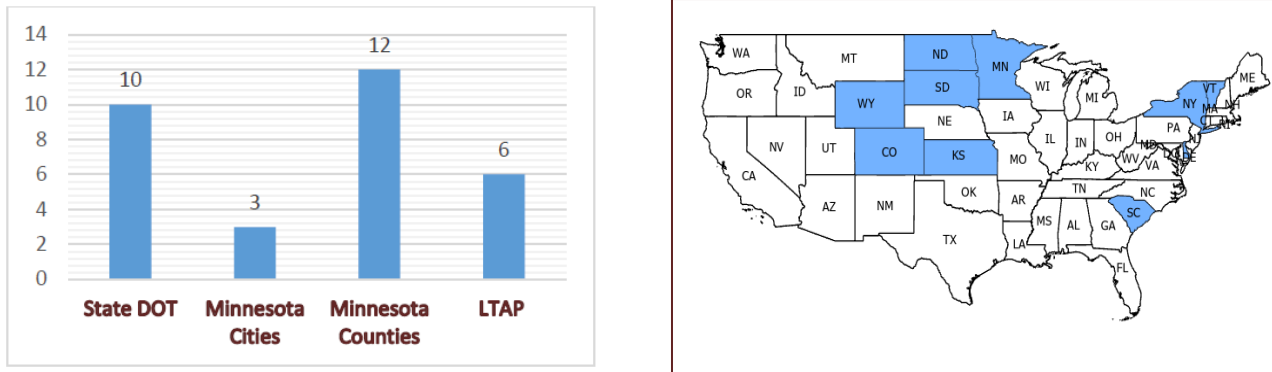 14
12
10
8
6
4
2
0
10
3
12
6
State DOT
Minnesota
Cities
Minnesota
Counties
LTAP
WA
MT
ND
MN
OR
ID
WY
SD
WI
MI
NY
VT
ME
NH
MA
CT
RI
NV
UT
CO
NE
IA
KS
IL
IN
OH
PA
NJ
MD
DE
WV
VA
CA
AZ
NM
OK
MO
KY
TN
NC
AR
SC
TX
LA
MS
AL
GA
FL